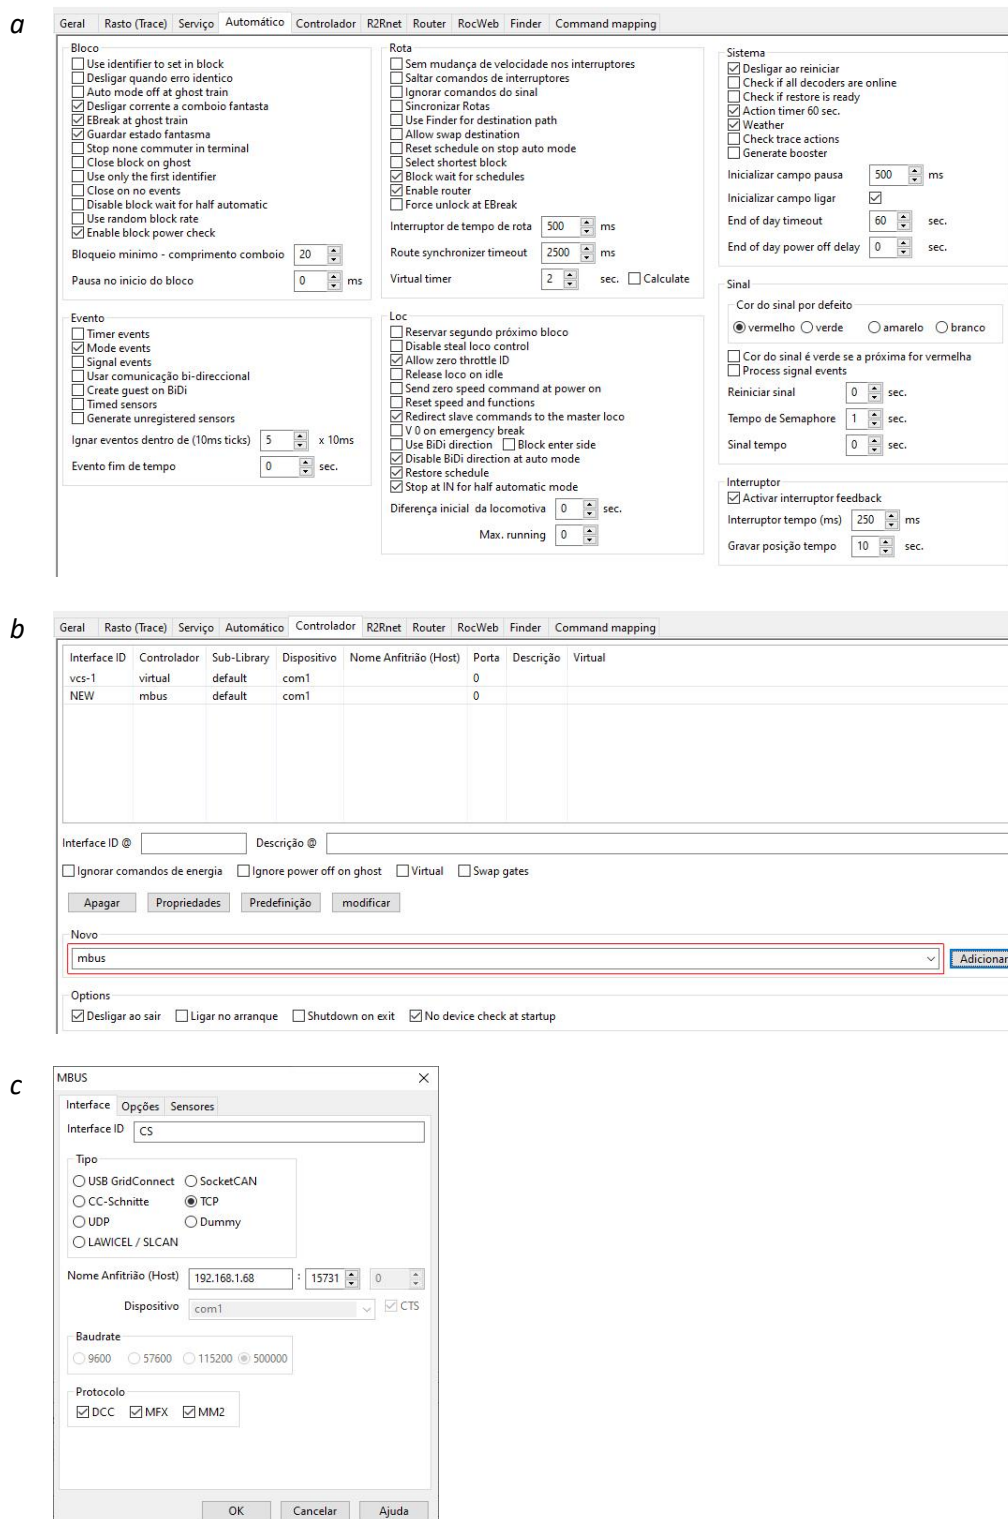 a
Geral Rasto (Trace) Serviço Automático Controlador R2Rnet Router RocWeb Finder Command mapping
Bloco
Use identifier to set in block
Desligar quando erro identico
Auto mode off at ghost train
Desligar corrente a comboio fantasta
EBreak at ghost train
Guardar estado fantasma
Stop none commuter in terminal
Close block on ghost
Use only the first identifier
Close on no events
Disable block wait for half automatic
Use random block rate
Enable block power check
Bloqueio minimo - comprimento comboio 20
Pausa no inicio do bloco 0 ms
Evento
Timer events
Mode events
Signal events
Usar comunicação bi-direccional
Create guest on BiDi
Timed sensors
Generate unregistered sensors
Ignar eventos dentro de (10ms ticks) 5 x 10ms
Evento fim de tempo 0 sec.
Rota
Sem mudança de velocidade nos interruptores
Saltar comandos de interruptores
Ignorar comandos do sinal
Sincronizar Rotas
Use Finder for destination path
Allow swap destination
Reset schedule on stop auto mode
Select shortest block
Block wait for schedules
Enable router
Force unlock at EBreak
Interruptor de tempo de rota 500 ms
Route synchronizer timeout 2500 ms
Virtual timer 2 sec. Calculate
Loc
Reservar segundo próximo bloco
Disable steal loco control
Allow zero throttle ID
Release loco on idle
Send zero speed command at power on
Reset speed and functions
Redirect slave commands to the master loco
V 0 on emergency break
Use BiDi direction Block enter side
Disable BiDi direction at auto mode
Restore schedule
Stop at IN for half automatic mode
Diferença inicial da locomotiva 0 sec.
Max. running 0
Sistema
Desligar ao reiniciar
Check if all decoders are online
Check if restore is ready
Action timer 60 sec.
Weather
Check trace actions
Generate booster
Inicializar campo pausa 500 ms
Inicializar campo ligar
End of day timeout 60 sec.
End of day power off delay 0 sec.
Sinal
Cor do sinal por defeito
vermelho verde amarelo branco
Cor do sinal é verde se a próxima for vermelha
Process signal events
Reiniciar sinal 0 sec.
Tempo de Semaphore 1 sec.
Sinal tempo 0 sec.
Interruptor
Activar interruptor feedback
Interruptor tempo (ms) 250 ms
Gravar posição tempo 10 sec.
b
Geral Rasto (Trace) Serviço Automático Controlador R2Rnet Router RocWeb Finder Command mapping
Interface ID Controlador Sub-Library Dispositivo Nome Anfitrião (Host) Porta Descrição Virtual
vcs-1 virtual default com1 0
NEW mbus default com1 0
Interface ID @ Descrição @
Ignorar comandos de energia Ignore power off on ghost Virtual Swap gates
Apagar Propriedades Predefinição modificar
Novo
mbus Adicionar
Options
Desligar ao sair Ligar no arranque Shutdown on exit No device check at startup
c
MBUS
Interface Opções Sensores
Interface ID CS
Tipo
USB GridConnect SocketCAN
CC-Schnitte TCP
UDP Dummy
LAWICEL / SLCAN
Nome Anfitrião (Host) 192.168.1.68 : 15731 0
Dispositivo com1 CTS
Baudrate
9600 57600 115200 500000
Protocolo
DCC MFX MM2
OK Cancelar Ajuda